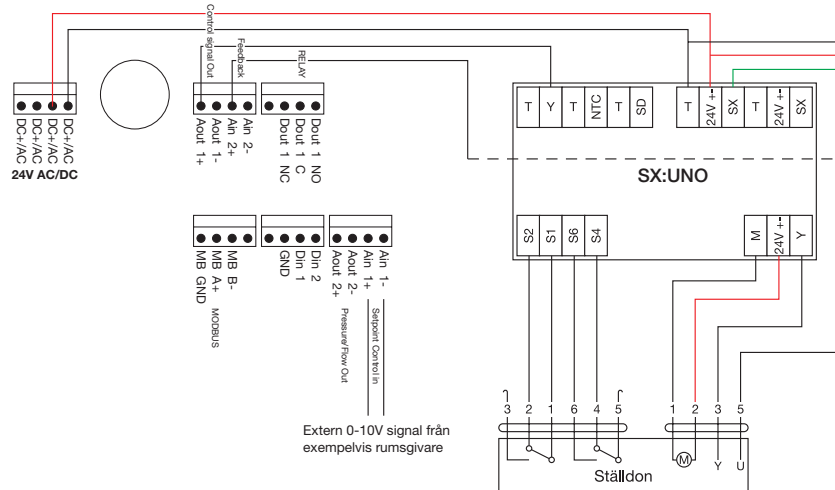 Control signal Out
Feedback
RELAY
DC+/AC
DC+/AC
DC+/AC
DC+/AC
24V AC/DC
Aout 1+
Aout 1-
Ain 2+
Ain 2-
Dout 1 NC
Dout 1 C
Dout 1 NO
T
Y
T
NTC
T
SD
T
24V +-
SX
T
24V +-
SX
SX:UNO
S2
S1
S6
S4
M
24V +-
Y
MB GND
MB A+
MB B-
MODBUS
GND
Din 1
Din 2
Aout 2+
Aout 2-
Ain 1+
Ain 1-
Pressure/Flow Out
Setpoint Control in
Extern 0-10V signal från
exempelvis rumsgivare
3
2
1
6
4
5
1
2
3
5
M
Y
U
Ställdon